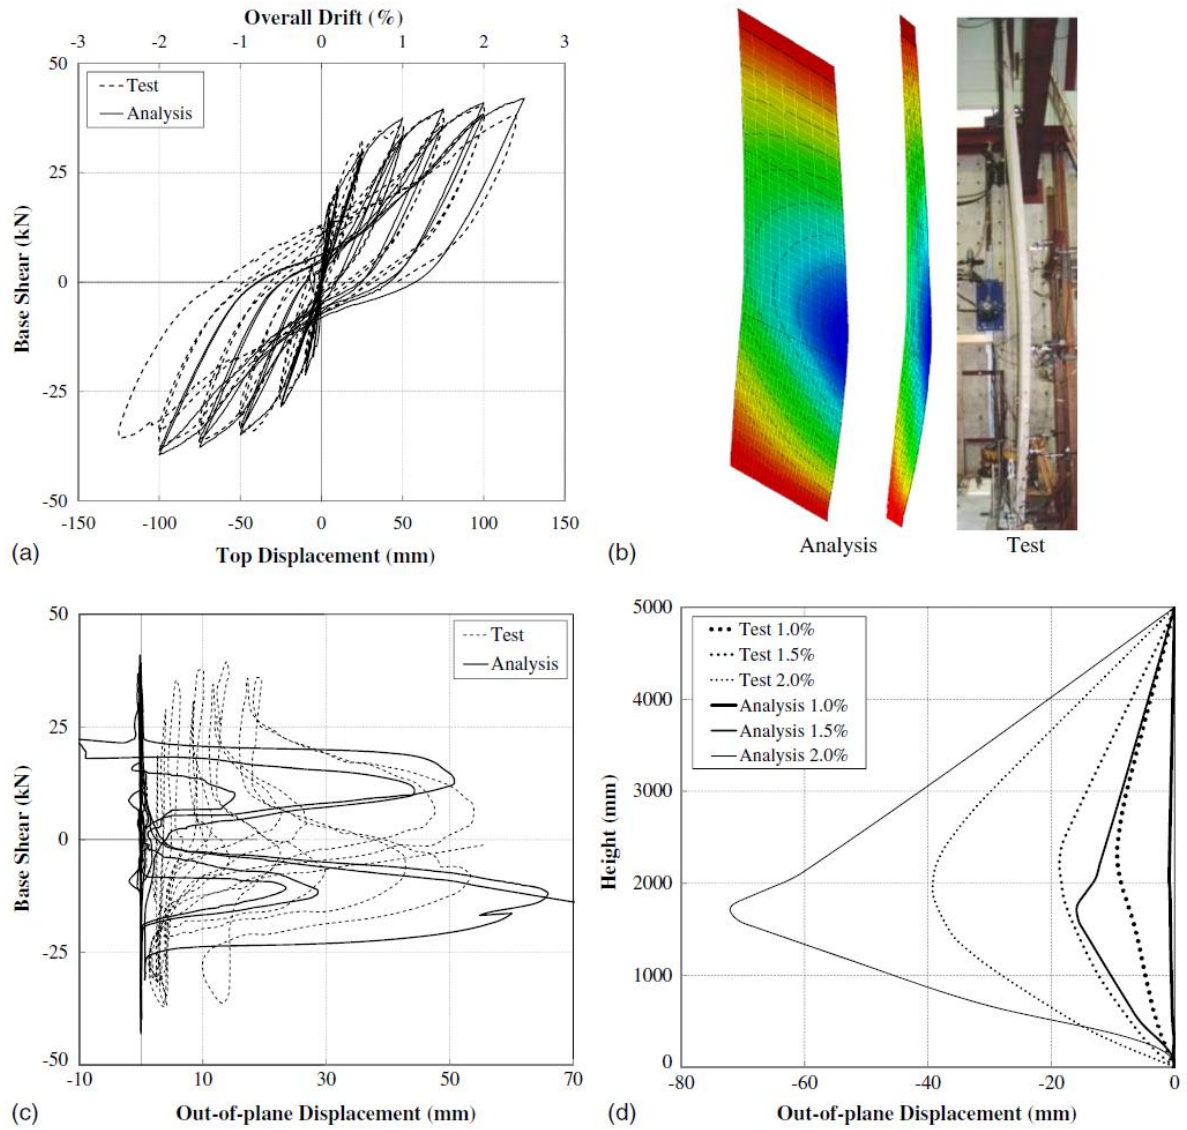 Overall Drift (%)
-3 -2 -1 0 1 2 3
50
Test
Analysis
25
Base Shear (kN)
0
-25
-50
-150 -100 -50 0 50 100 150
(a)
Top Displacement (mm)
(b)
Analysis
Test
50
Test
Analysis
25
Base Shear (kN)
0
-25
-50
-10 10 30 50 70
(c)
Out-of-plane Displacement (mm)
5000
Test 1.0%
Test 1.5%
Test 2.0%
4000
Analysis 1.0%
Analysis 1.5%
Analysis 2.0%
3000
Height (mm)
2000
1000
0
-80 -60 -40 -20 0
(d)
Out-of-plane Displacement (mm)